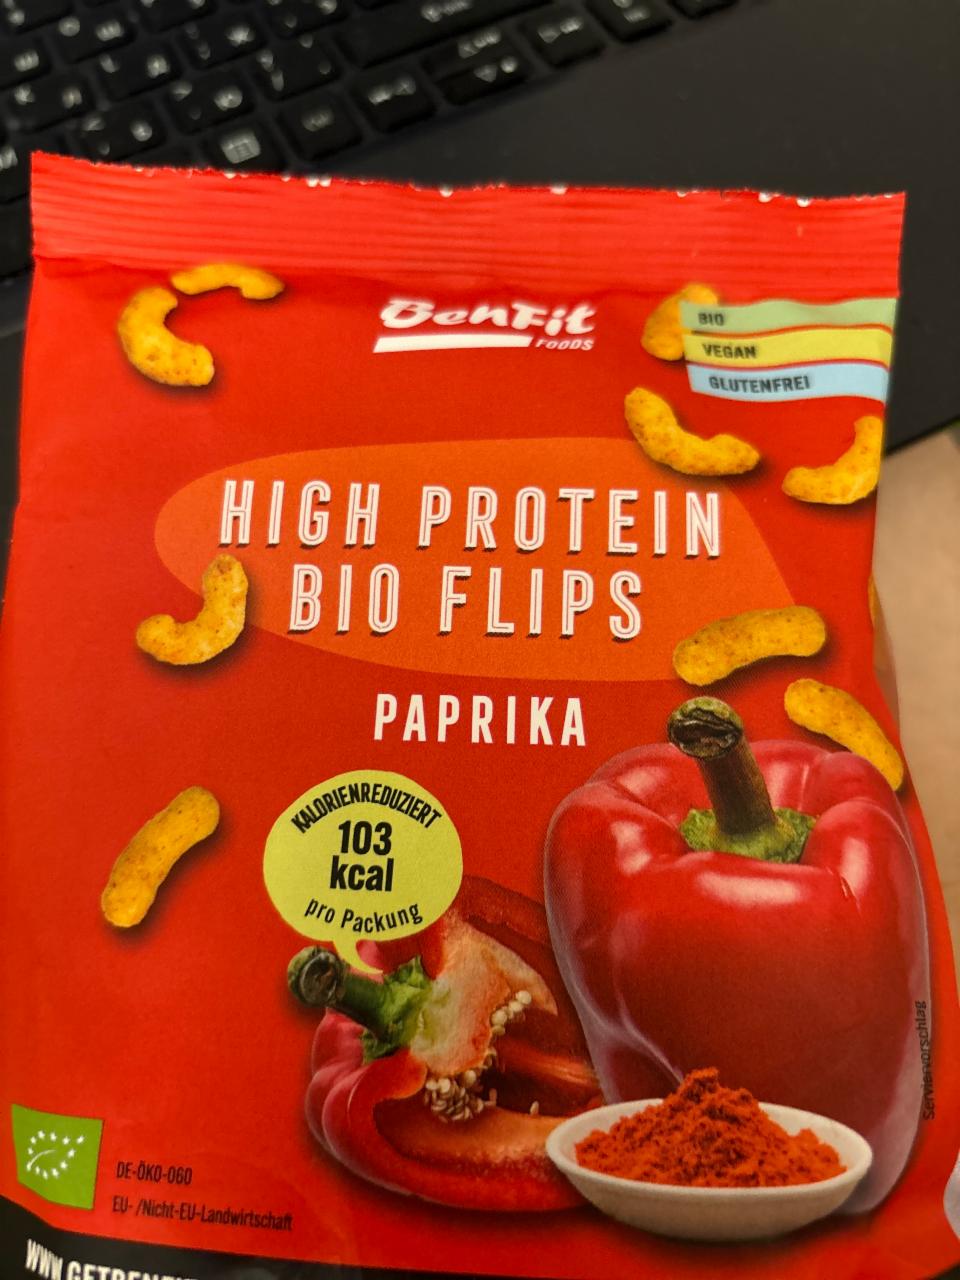 BenFit
FOODS
BIO
VEGAN
GLUTENFREI
HIGH PROTEIN
BIO FLIPS
PAPRIKA
KALORIENREDUZIERT
103
kcal
pro Packung
Serviervorschlag
DE-ÖKO-060
EU- /Nicht-EU-Landwirtschaft